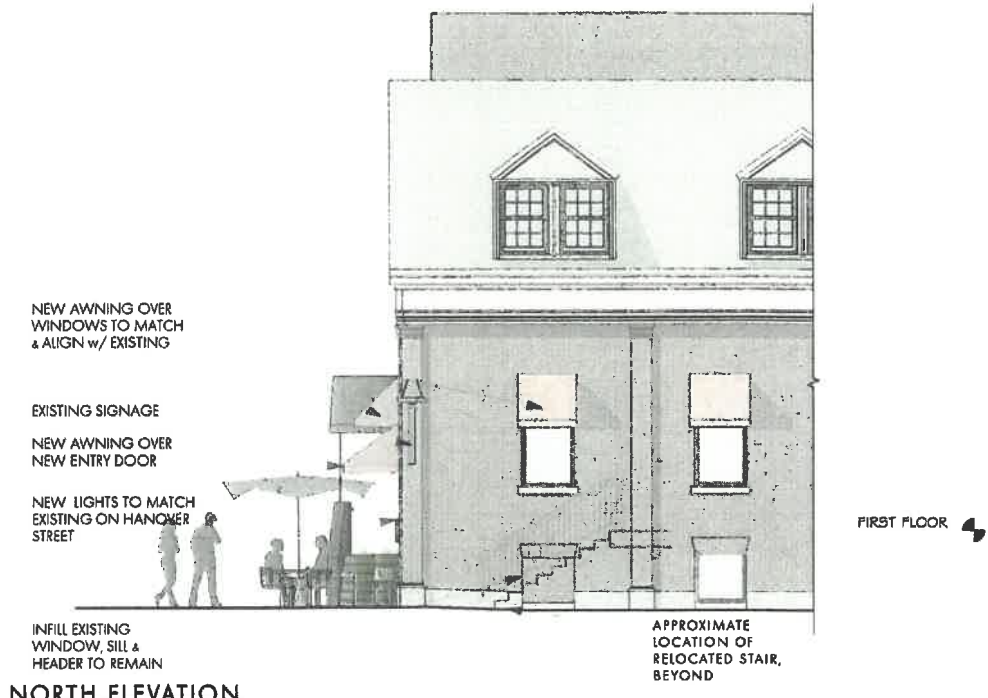 NEW AWNING OVER
WINDOWS TO MATCH
& ALIGN w/ EXISTING
EXISTING SIGNAGE
NEW AWNING OVER
NEW ENTRY DOOR
NEW LIGHTS TO MATCH
EXISTING ON HANOVER
STREET
FIRST FLOOR
INFILL EXISTING
WINDOW, SILL &
HEADER TO REMAIN
APPROXIMATE
LOCATION OF
RELOCATED STAIR,
BEYOND
NORTH ELEVATION